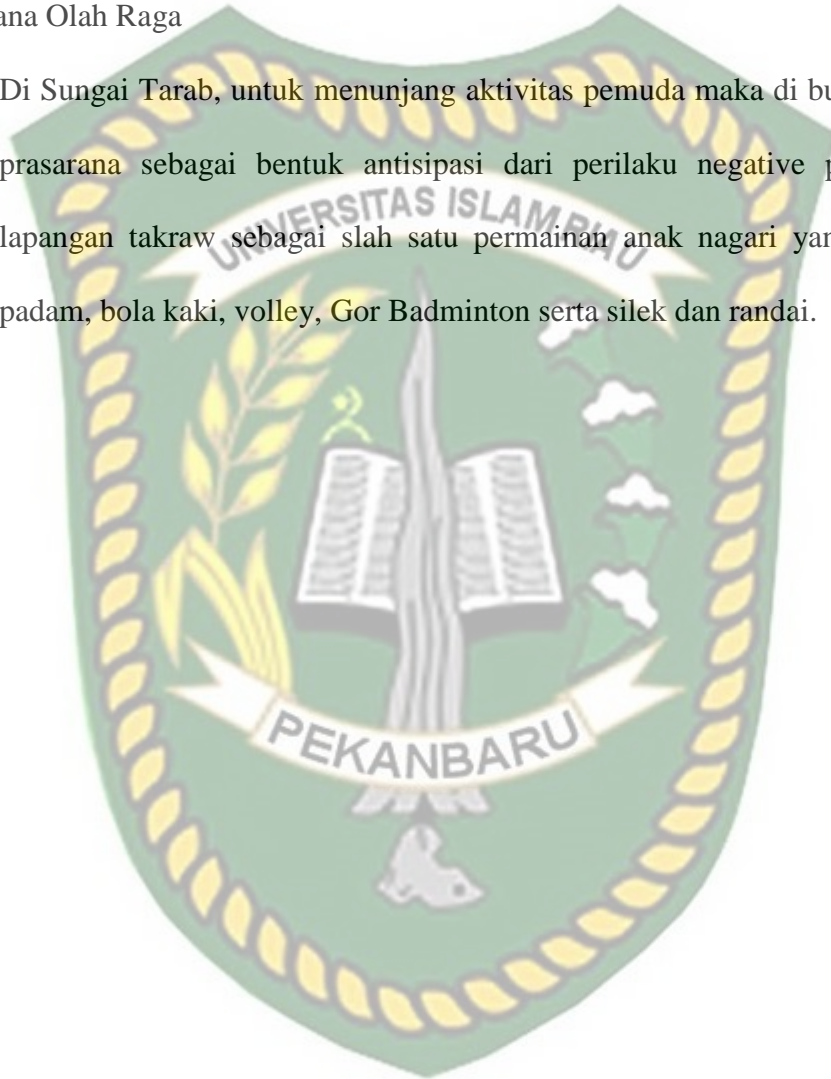 ana Olah Raga
Di Sungai Tarab, untuk menunjang aktivitas pemuda maka di bu
prasarana sebagai bentuk antisipasi dari perilaku negative p
lapangan takraw sebagai slah satu permainan anak nagari yan
padam, bola kaki, volley, Gor Badminton serta silek dan randai.
UNIVERSITAS ISLAM RIAU
PEKANBARU